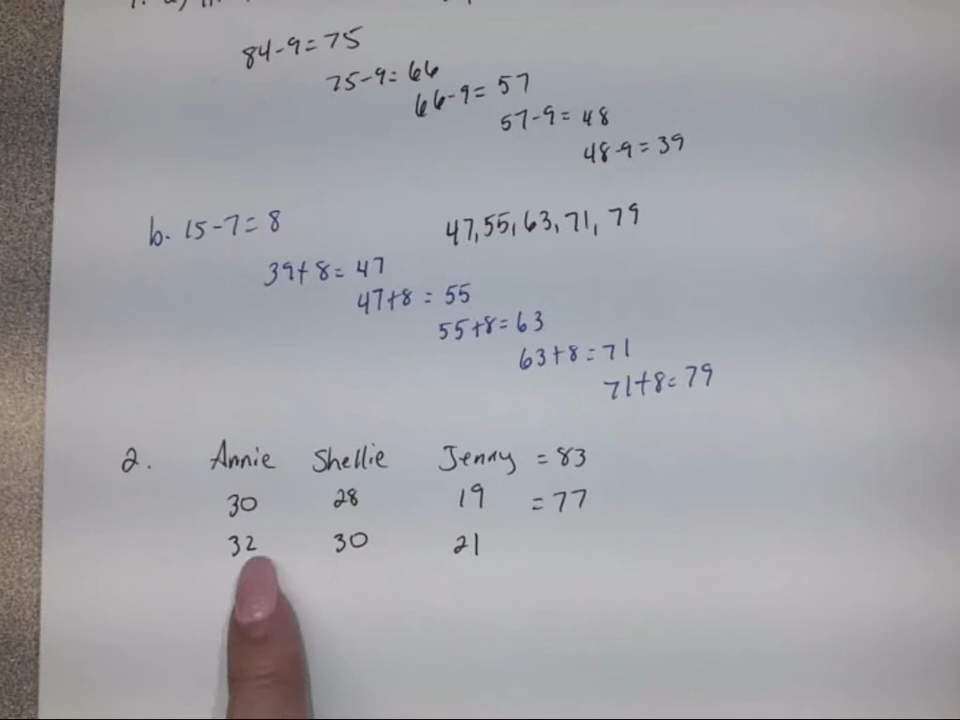 84-9=75
75-9=66
66-9=57
57-9=48
48-9=39
b. 15-7=8 47, 55, 63, 71, 79
39+8=47
47+8=55
55+8=63
63+8=71
71+8=79
2. Annie Shellie Jenny = 83
30 28 19 = 77
32 30 21